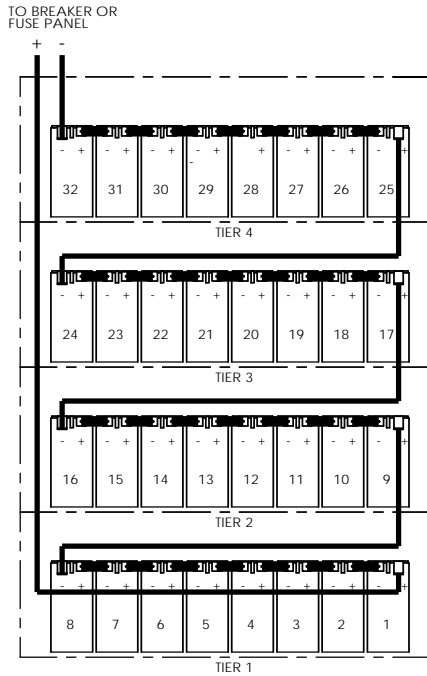 TO BREAKER OR
FUSE PANEL
+ -
- + - + - + - + + - + - + - +
-
32 31 30 29 28 27 26 25
TIER 4
- + - + - + - + - + - + - + - +
24 23 22 21 20 19 18 17
TIER 3
- + - + - + - + - + - + - + - +
16 15 14 13 12 11 10 9
TIER 2
- + - + - + - + - + - + - + - +
8 7 6 5 4 3 2 1
TIER 1